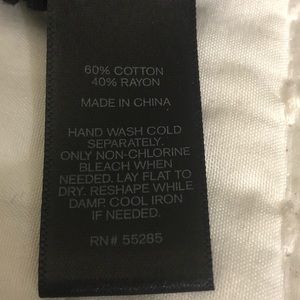 60% COTTON
40% RAYON
MADE IN CHINA
HAND WASH COLD
SEPARATELY.
ONLY NON-CHLORINE
BLEACH WHEN
NEEDED. LAY FLAT TO
DRY. RESHAPE WHILE
DAMP. COOL IRON
IF NEEDED.
RN# 55285